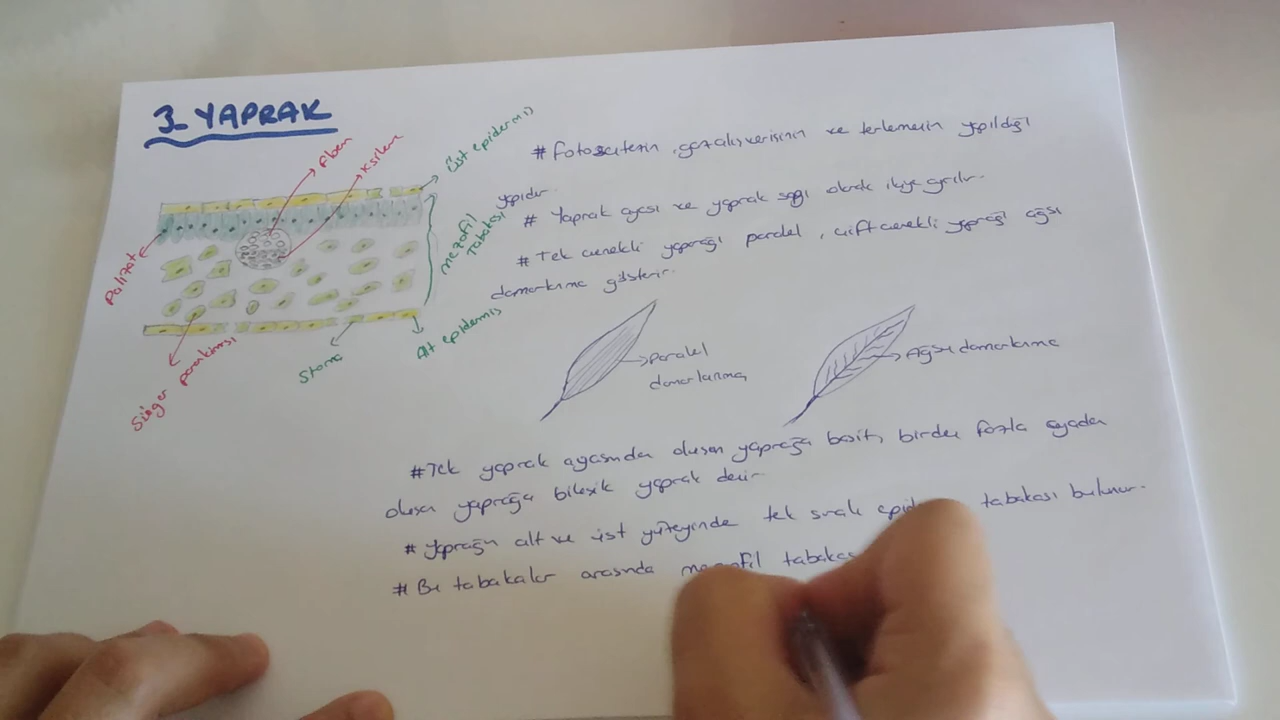 3- YAPRAK
Floem
Ksilem
Üst epidermis
mezofil
tabakası
Palizat
Sünger parankiması
Stoma
Alt epidermis
# Fotosentezin, gaz alışverişinin ve terlemenin yapıldığı
yapıdır.
# Yaprak ayası ve yaprak sapı olarak ikiye ayrılır.
# Tek çenekli yaprağı paralel, çift çenekli yaprağı ağsı
damarlanma gösterir.
Paralel
damarlanma
Ağsı damarlanma
#Tek yaprak ayasından oluşan yaprağa basit, birden fazla ayadan
oluşan yaprağa bileşik yaprak denir.
# Yaprağın alt ve üst yüzeyinde tek sıralı tabakası bulunur.
# Bu tabakalar arasında